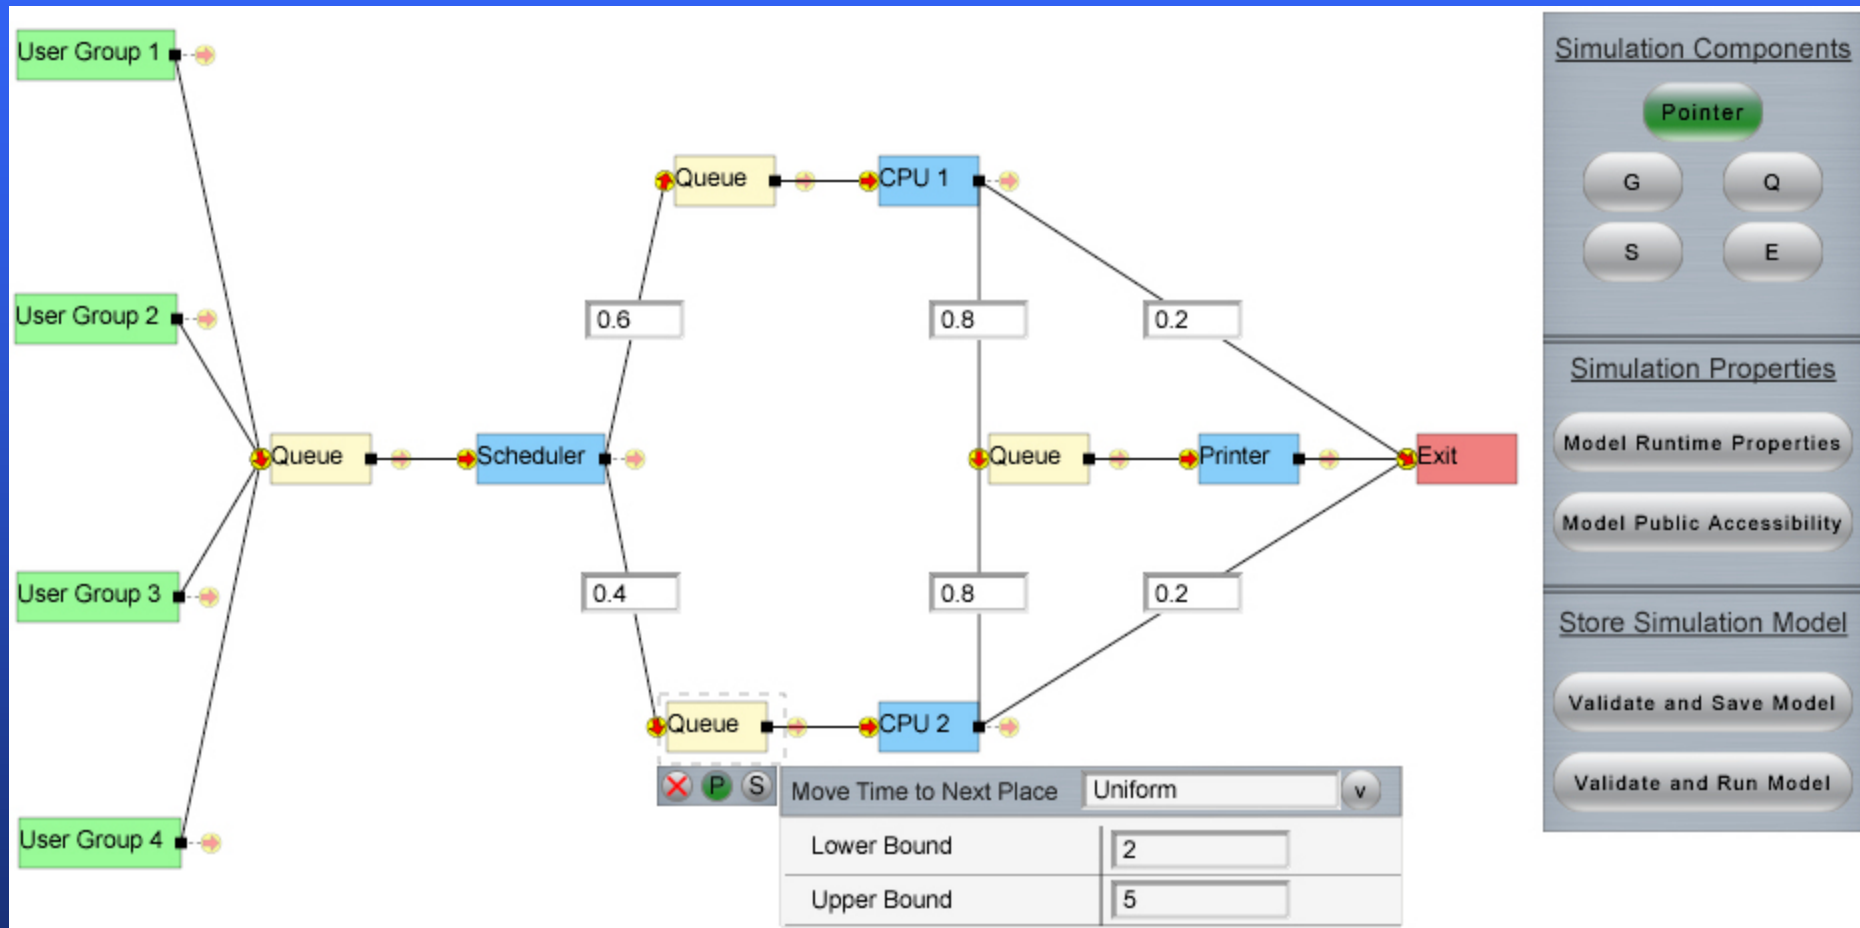 User Group 1
User Group 2
User Group 3
User Group 4
Queue
Scheduler
0.6
0.4
Queue
CPU 1
0.8
0.2
Queue
Printer
Exit
0.8
0.2
Queue
CPU 2
P
S
Move Time to Next Place
Uniform
v
Lower Bound
2
Upper Bound
5
Simulation Components
Pointer
G
Q
S
E
Simulation Properties
Model Runtime Properties
Model Public Accessibility
Store Simulation Model
Validate and Save Model
Validate and Run Model